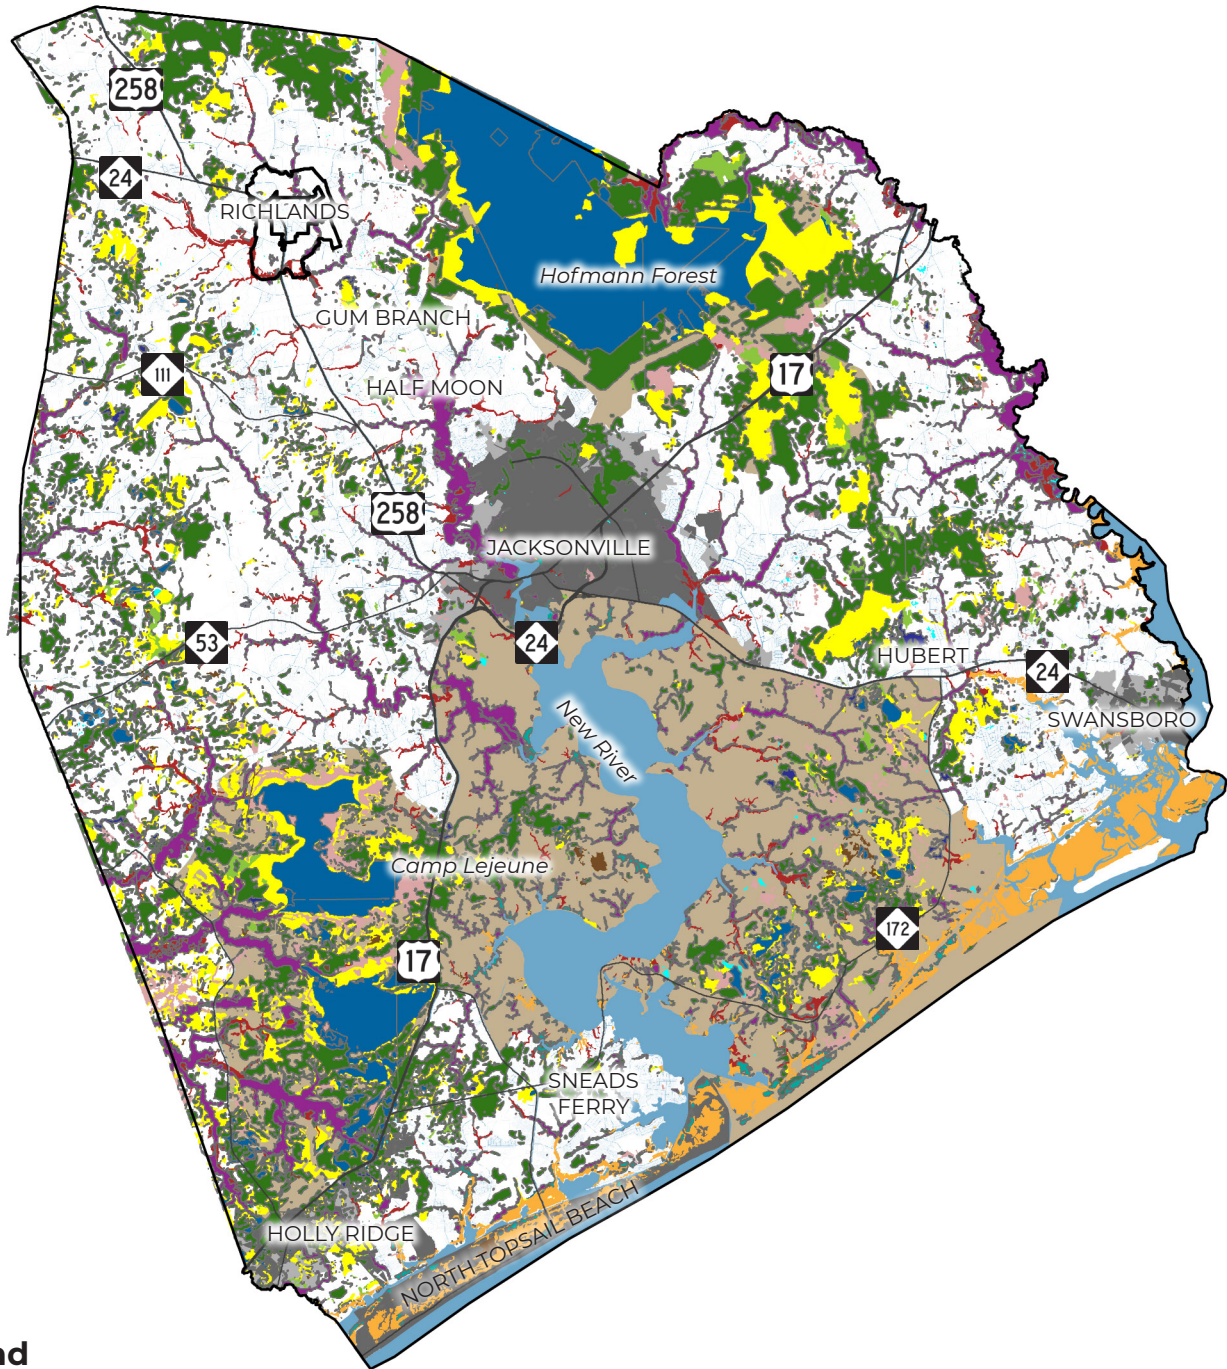 258
24
RICHLANDS
Hofmann Forest
GUM BRANCH
17
111
HALF MOON
258
JACKSONVILLE
53
24
HUBERT
24
SWANSBORO
New River
Camp Lejeune
172
17
SNEADS
FERRY
HOLLY RIDGE
NORTH TOPSAIL BEACH
nd